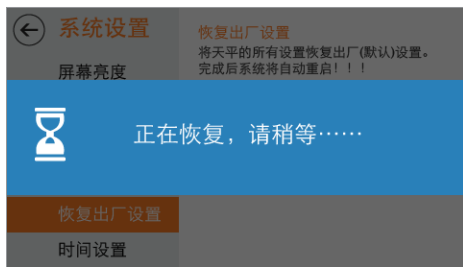 系统设置
恢复出厂设置
将天平的所有设置恢复出厂(默认)设置。
完成后系统将自动重启！！！
屏幕亮度
正在恢复，请稍等……
恢复出厂设置
时间设置